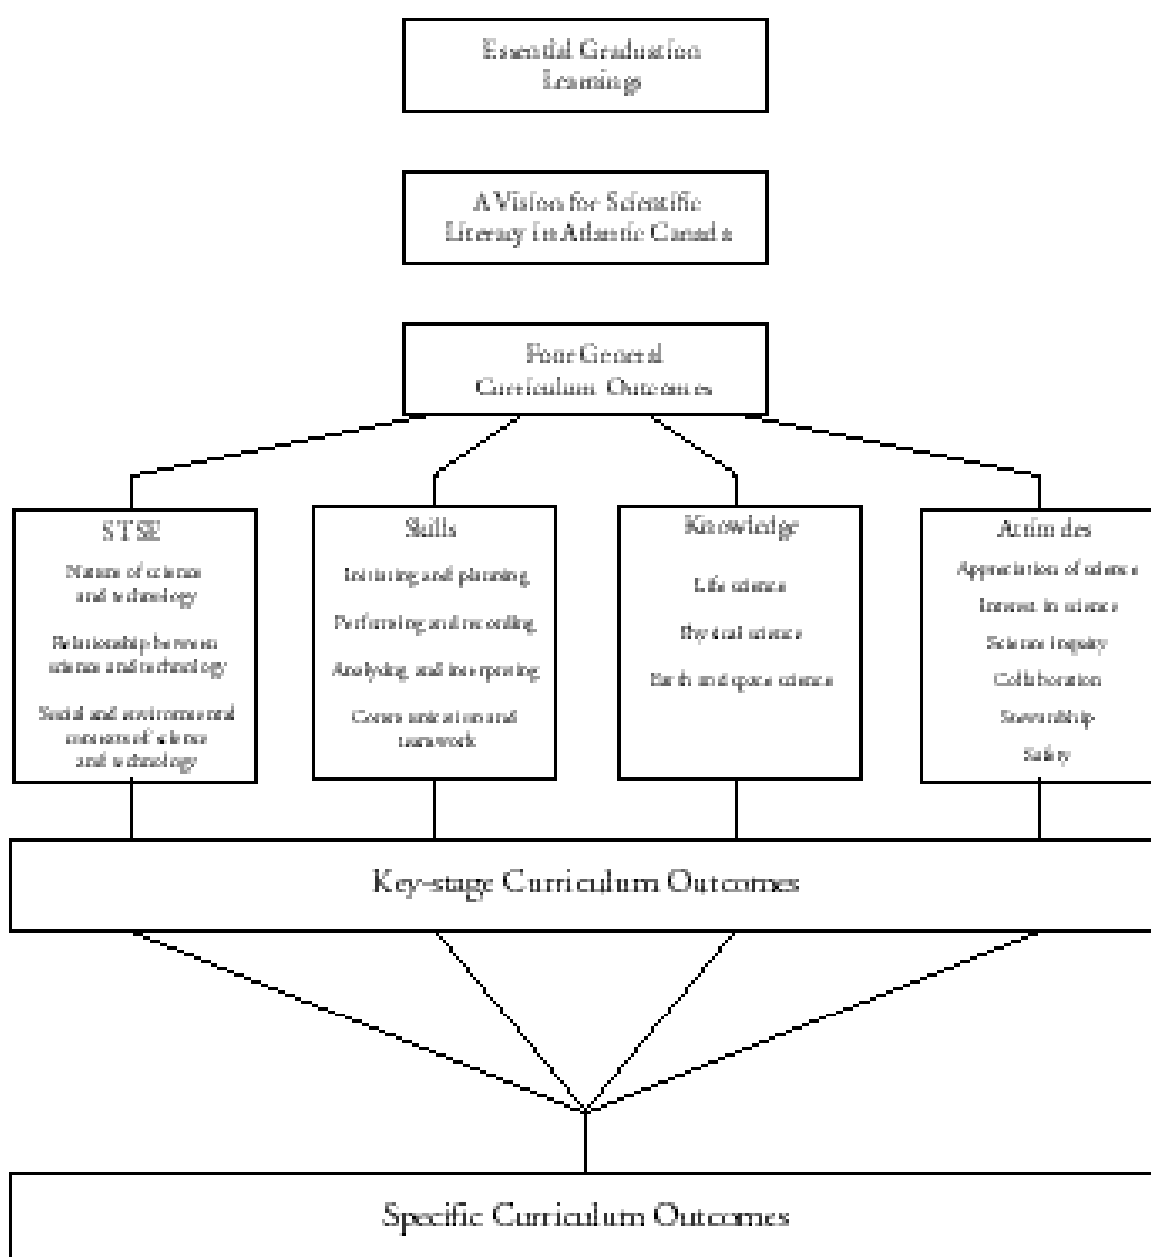 Essential Graduation
Learnings
A Vision for Scientific
Literacy in Atlantic Canada
Four General
Curriculum Outcomes
STSE
Nature of science
and technology
Relationship between
science and technology
Social and environmental
contexts of science
and technology
Skills
Initiating and planning
Performing and recording
Analysing and interpreting
Communication and
teamwork
Knowledge
Life science
Physical science
Earth and space science
Attitudes
Appreciation of science
Interest in science
Science inquiry
Collaboration
Stewardship
Safety
Key-stage Curriculum Outcomes
Specific Curriculum Outcomes